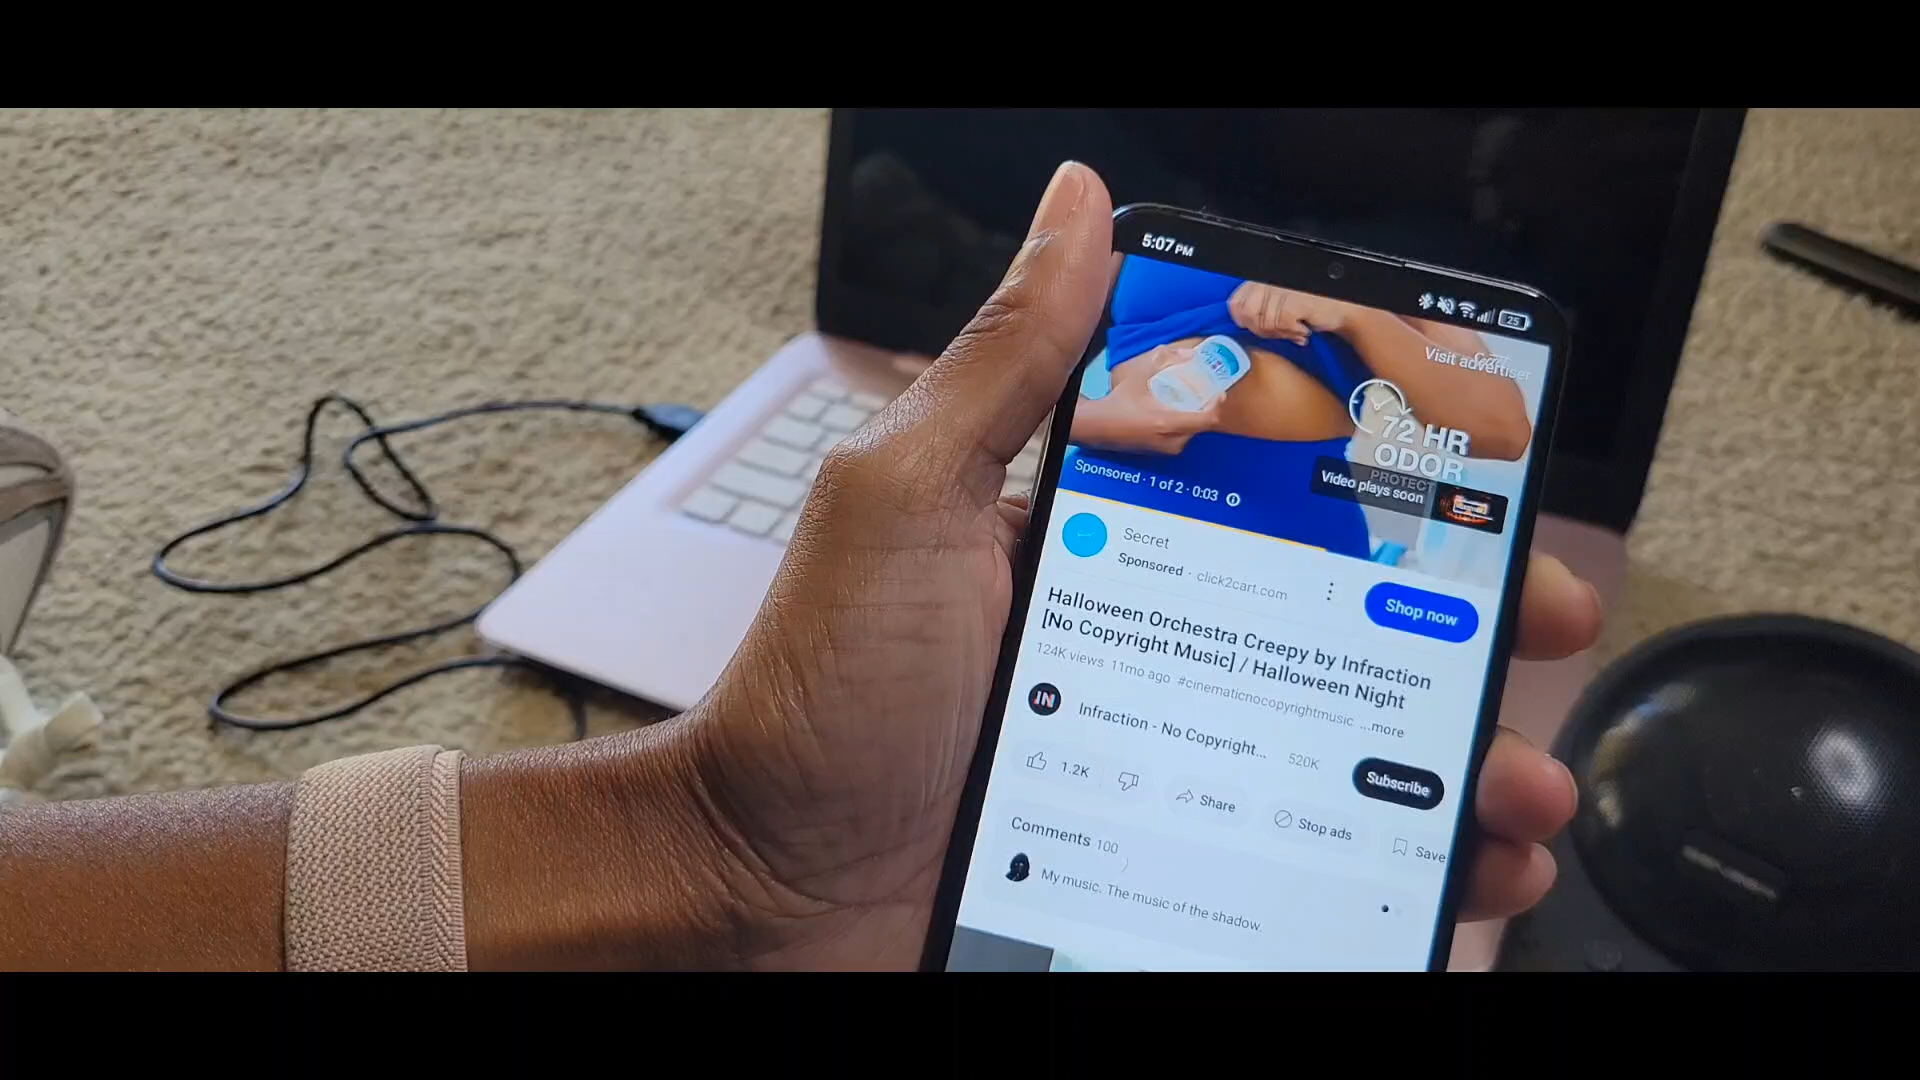 5:07 PM
25
Visit advertiser
Secret
72 HR
ODOR
PROTECT
Video plays soon
Sponsored · 1 of 2 · 0:03
Secret
Sponsored · click2cart.com
Shop now
Halloween Orchestra Creepy by Infraction
[No Copyright Music] / Halloween Night
124K views 11mo ago #cinematicnocopyrightmusic ...more
IN
Infraction - No Copyright... 520K
Subscribe
1.2K
Share
Stop ads
Save
Comments 100
My music. The music of the shadow.